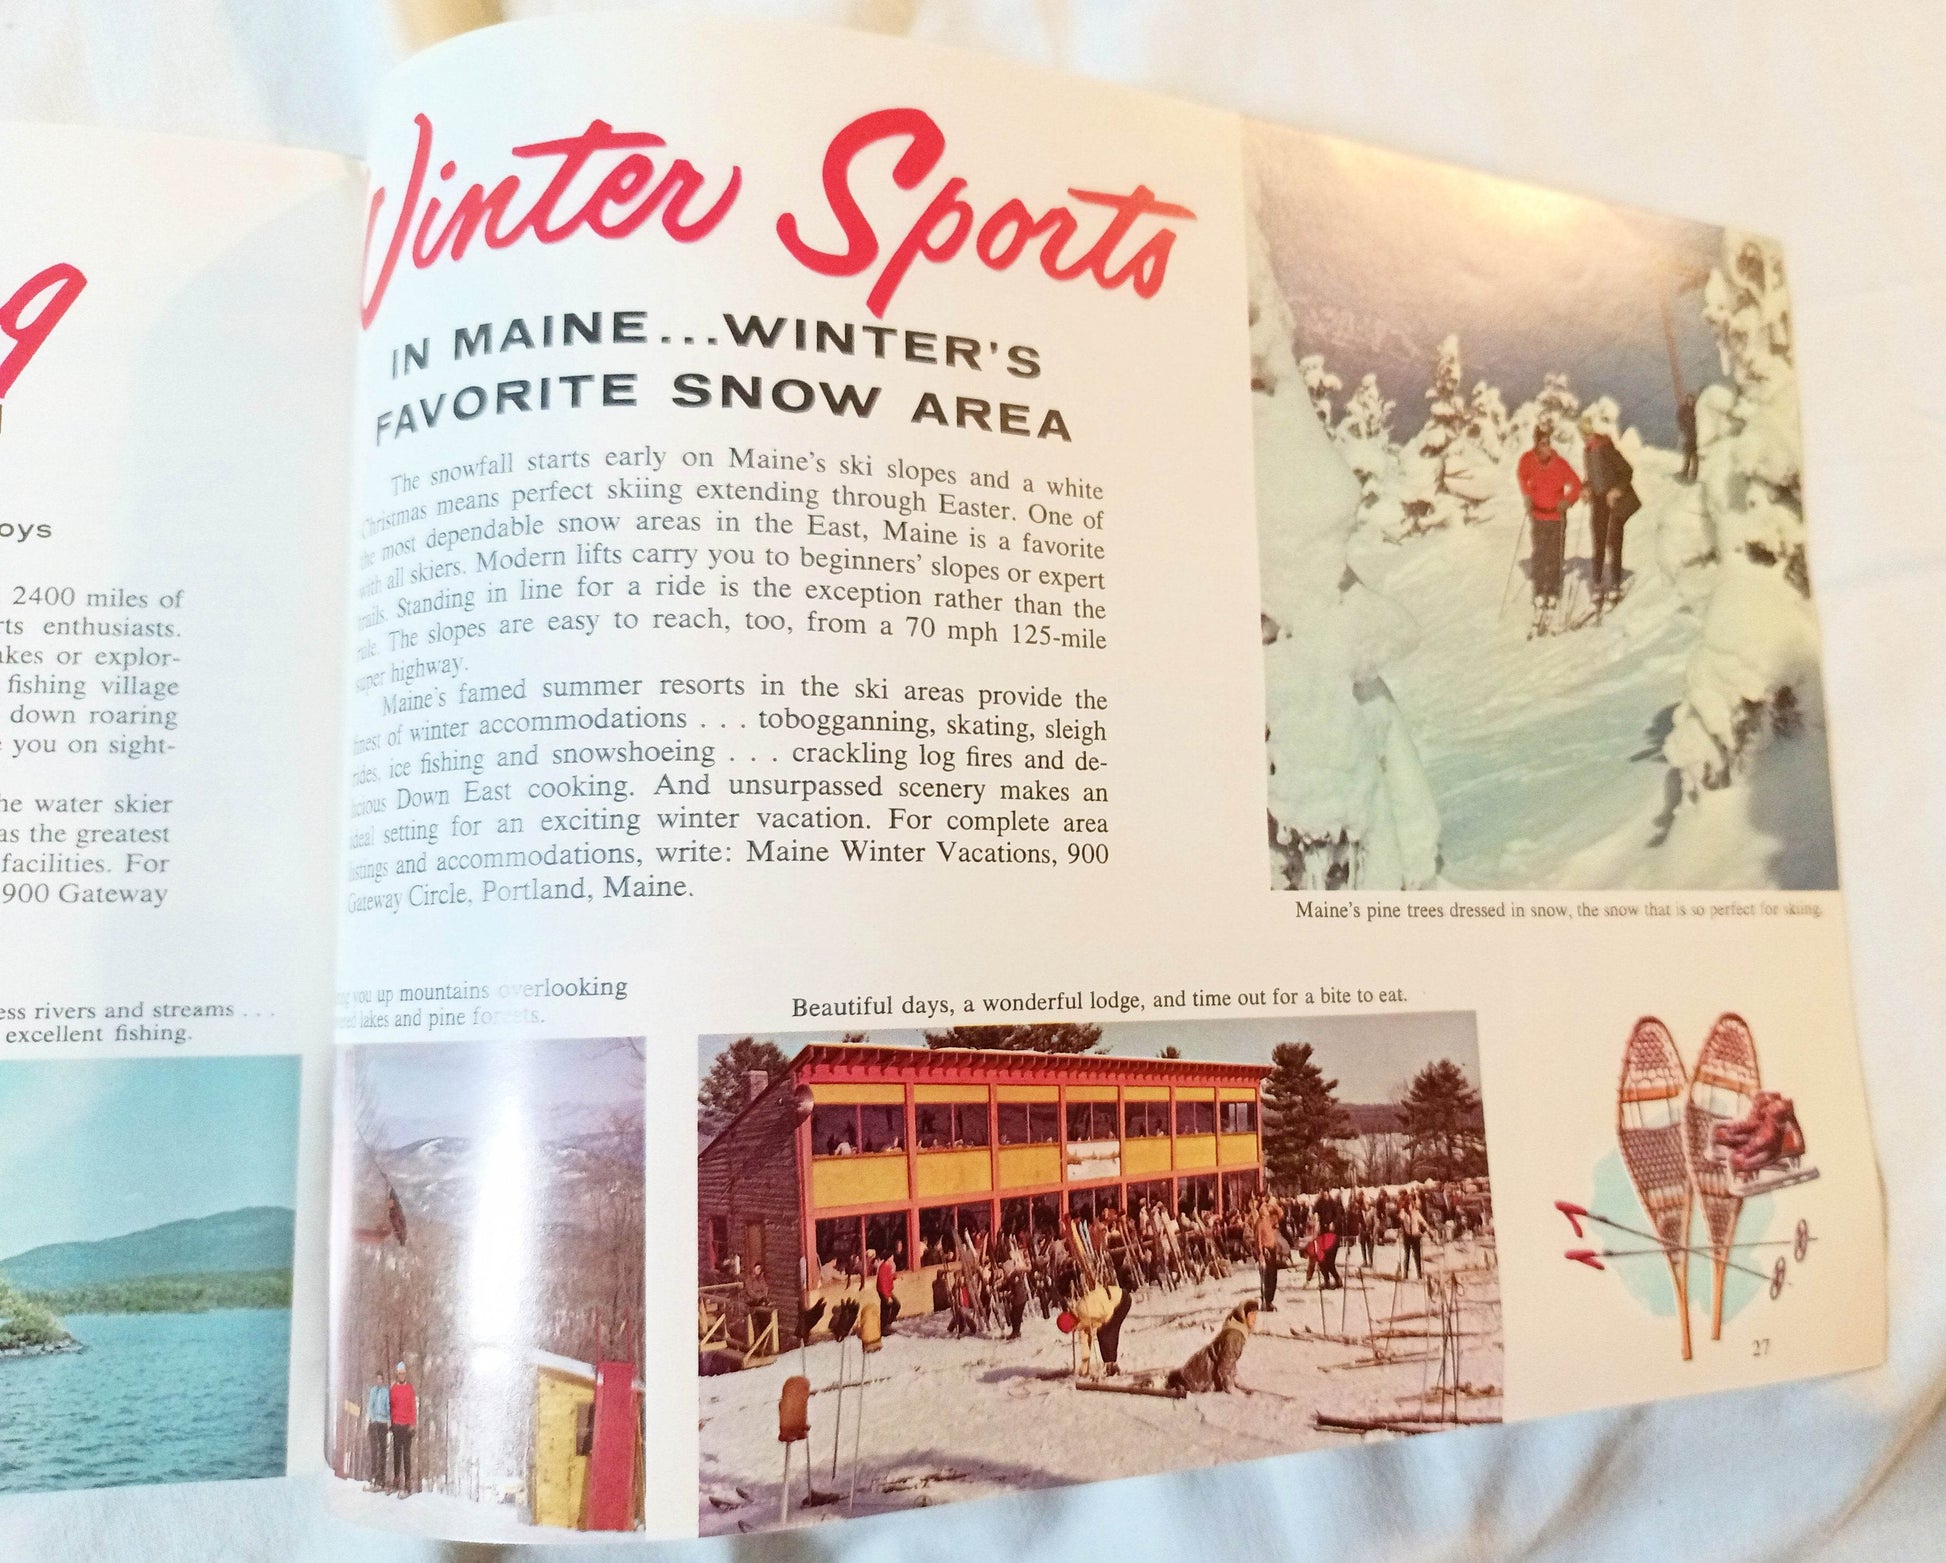 oys
2400 miles of
rts enthusiasts.
akes or explor-
fishing village
down roaring
e you on sight-
he water skier
as the greatest
facilities. For
900 Gateway
ess rivers and streams . . .
excellent fishing.
Winter Sports
IN MAINE...WINTER'S
FAVORITE SNOW AREA
The snowfall starts early on Maine's ski slopes and a white
Christmas means perfect skiing extending through Easter. One of
the most dependable snow areas in the East, Maine is a favorite
with all skiers. Modern lifts carry you to beginners' slopes or expert
trails. Standing in line for a ride is the exception rather than the
rule. The slopes are easy to reach, too, from a 70 mph 125-mile
super highway.
Maine's famed summer resorts in the ski areas provide the
finest of winter accommodations . . . tobogganning, skating, sleigh
rides, ice fishing and snowshoeing . . . crackling log fires and de-
licious Down East cooking. And unsurpassed scenery makes an
ideal setting for an exciting winter vacation. For complete area
listings and accommodations, write: Maine Winter Vacations, 900
Gateway Circle, Portland, Maine.
Maine's pine trees dressed in snow, the snow that is so perfect for skiing.
you up mountains overlooking
lakes and pine forests.
Beautiful days, a wonderful lodge, and time out for a bite to eat.
27